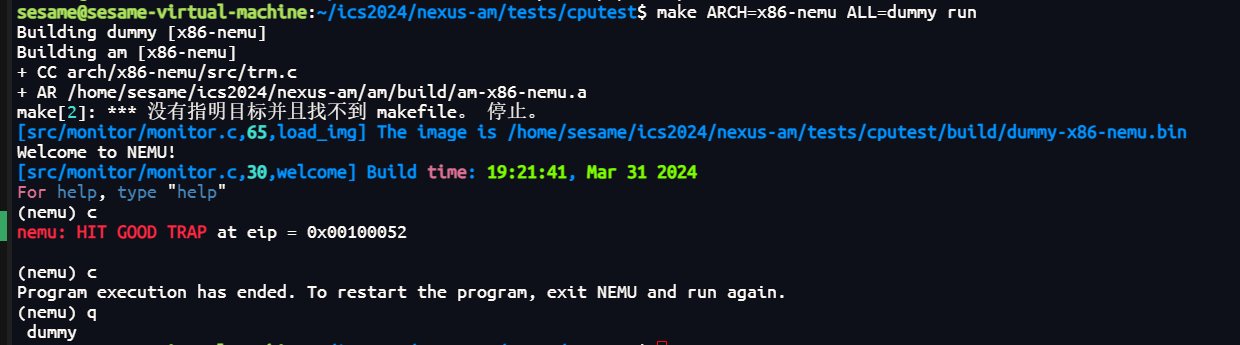 sesame@sesame-virtual-machine:~/ics2024/nexus-am/tests/cputest$ make ARCH=x86-nemu ALL=dummy run
Building dummy [x86-nemu]
Building am [x86-nemu]
+ CC arch/x86-nemu/src/trm.c
+ AR /home/sesame/ics2024/nexus-am/am/build/am-x86-nemu.a
make[2]: *** 没有指明目标并且找不到 makefile。 停止。
[src/monitor/monitor.c,65,load_img] The image is /home/sesame/ics2024/nexus-am/tests/cputest/build/dummy-x86-nemu.bin
Welcome to NEMU!
[src/monitor/monitor.c,30,welcome] Build time: 19:21:41, Mar 31 2024
For help, type "help"
(nemu) c
nemu: HIT GOOD TRAP at eip = 0x00100052
(nemu) c
Program execution has ended. To restart the program, exit NEMU and run again.
(nemu) q
dummy